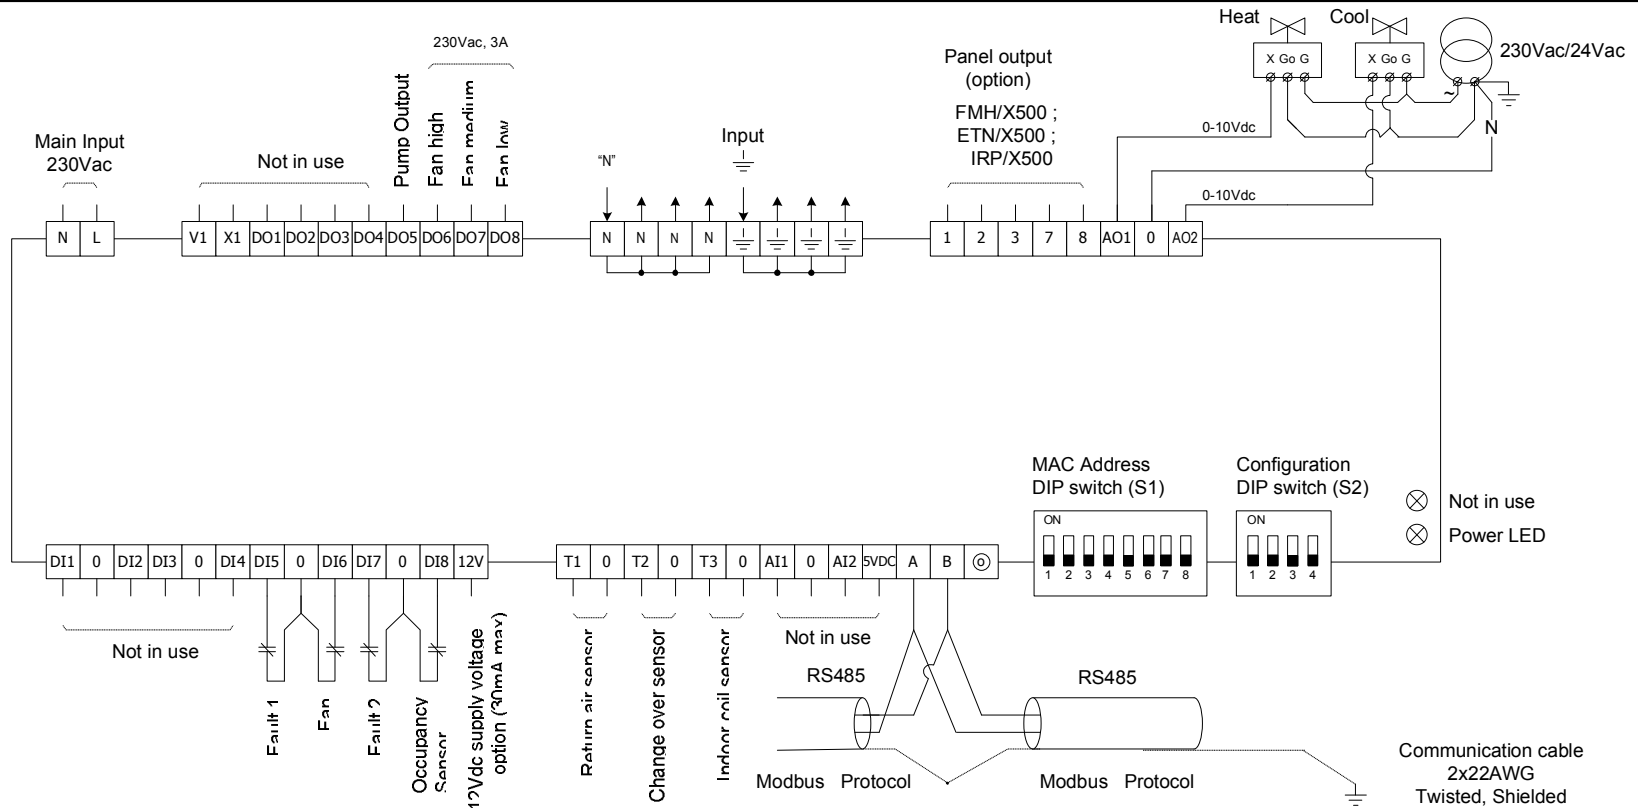 230Vac, 3A
Pump Output
Fan high
Fan medium
Fan low
Main Input
230Vac
Not in use
"N"
Input
Panel output
(option)
FMH/X500 ;
ETN/X500 ;
IRP/X500
Heat
Cool
X Go G
X Go G
230Vac/24Vac
~
N
0-10Vdc
0-10Vdc
N L
V1 X1 DO1 DO2 DO3 DO4 DO5 DO6 DO7 DO8
N N N N
1 2 3 7 8 AO1 0 AO2
MAC Address
DIP switch (S1)
ON
1 2 3 4 5 6 7 8
Configuration
DIP switch (S2)
ON
1 2 3 4
Not in use
Power LED
DI1 0 DI2 DI3 0 DI4 DI5 0 DI6 DI7 0 DI8 12V
T1 0 T2 0 T3 0 AI1 0 AI2 5VDC A B
Not in use
Fault 1
Fan
Fault 2
Occupancy
Sensor
12Vdc supply voltage
option (30mA max)
Return air sensor
Change over sensor
Indoor coil sensor
Not in use
RS485
RS485
Modbus Protocol
Modbus Protocol
Communication cable
2x22AWG
Twisted, Shielded